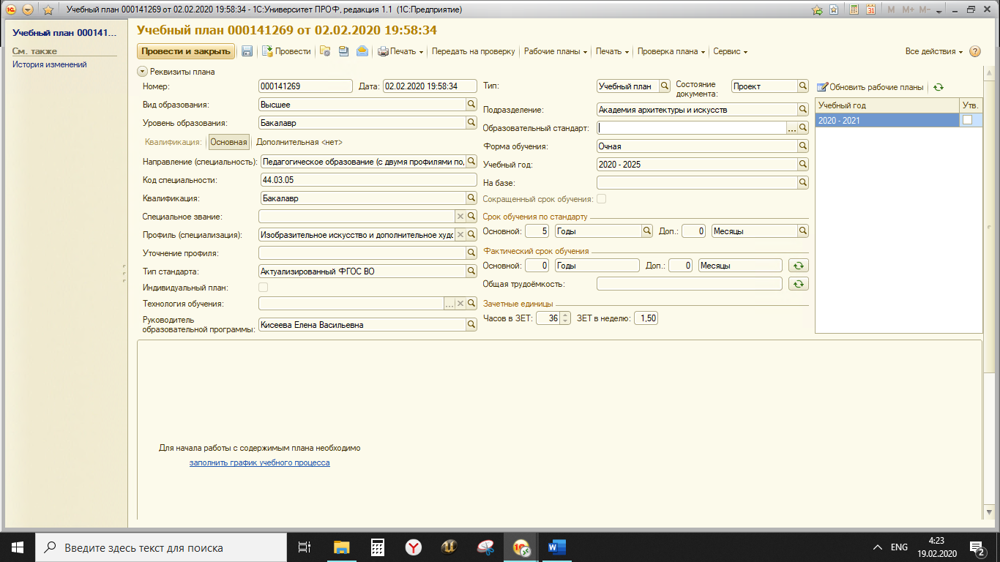 Учебный план 000141269 от 02.02.2020 19:58:34 - 1С:Университет ПРОФ, редакция 1.1 (1С:Предприятие)
M M+ M-
Учебный план 000141...
См. также
История изменений
Учебный план 000141269 от 02.02.2020 19:58:34
Провести и закрыть Провести Печать Передать на проверку Рабочие планы Печать Проверка плана Сервис Все действия
Реквизиты плана
Номер: 000141269 Дата: 02.02.2020 19:58:34
Вид образования: Высшее
Уровень образования: Бакалавр
Квалификация: Основная Дополнительная <нет>
Направление (специальность): Педагогическое образование (с двумя профилями по,
Код специальности: 44.03.05
Квалификация: Бакалавр
Специальное звание:
Профиль (специализация): Изобразительное искусство и дополнительное худо
Уточнение профиля:
Тип стандарта: Актуализированный ФГОС ВО
Индивидуальный план:
Технология обучения:
Руководитель
образовательной программы: Кисеева Елена Васильевна
Тип: Учебный план Состояние
документа: Проект
Подразделение: Академия архитектуры и искусств
Образовательный стандарт:
Форма обучения: Очная
Учебный год: 2020 - 2025
На базе:
Сокращенный срок обучения:
Срок обучения по стандарту
Основной: 5 Годы Доп.: 0 Месяцы
Фактический срок обучения
Основной: 0 Годы Доп.: 0 Месяцы
Общая трудоёмкость:
Зачетные единицы
Часов в ЗЕТ: 36 ЗЕТ в неделю: 1,50
Обновить рабочие планы
Учебный год Утв.
2020 - 2021
Для начала работы с содержимым плана необходимо
заполнить график учебного процесса
Введите здесь текст для поиска
ENG
4:23
19.02.2020
2